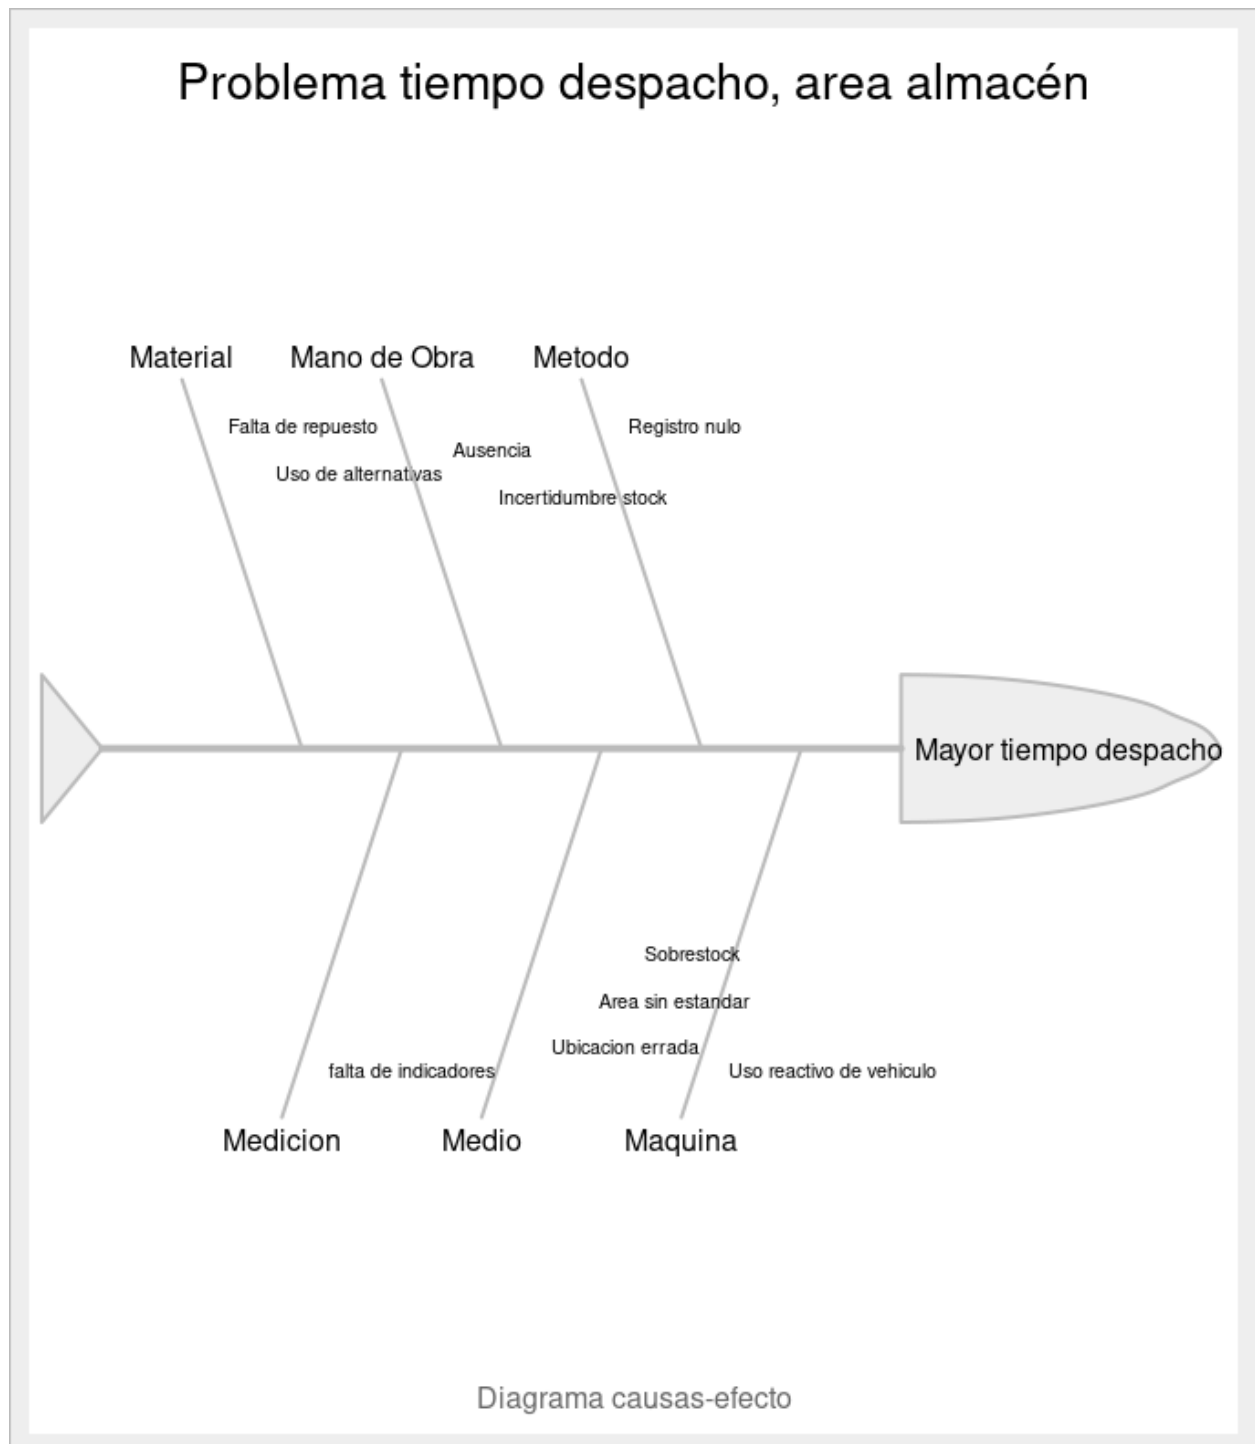 Problema tiempo despacho, area almacén
Material
Mano de Obra
Metodo
Falta de repuesto
Registro nulo
Ausencia
Uso de alternativas
Incertidumbre stock
Mayor tiempo despacho
Sobrestock
Area sin estandar
Ubicacion errada
falta de indicadores
Uso reactivo de vehiculo
Medicion
Medio
Maquina
Diagrama causas-efecto